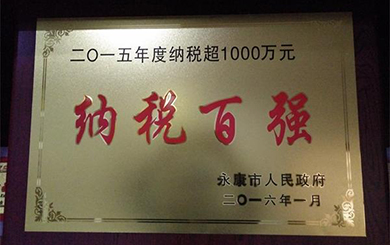 二〇一五年度纳税超1000万元
纳税百强
永康市人民政府
二〇一六年一月